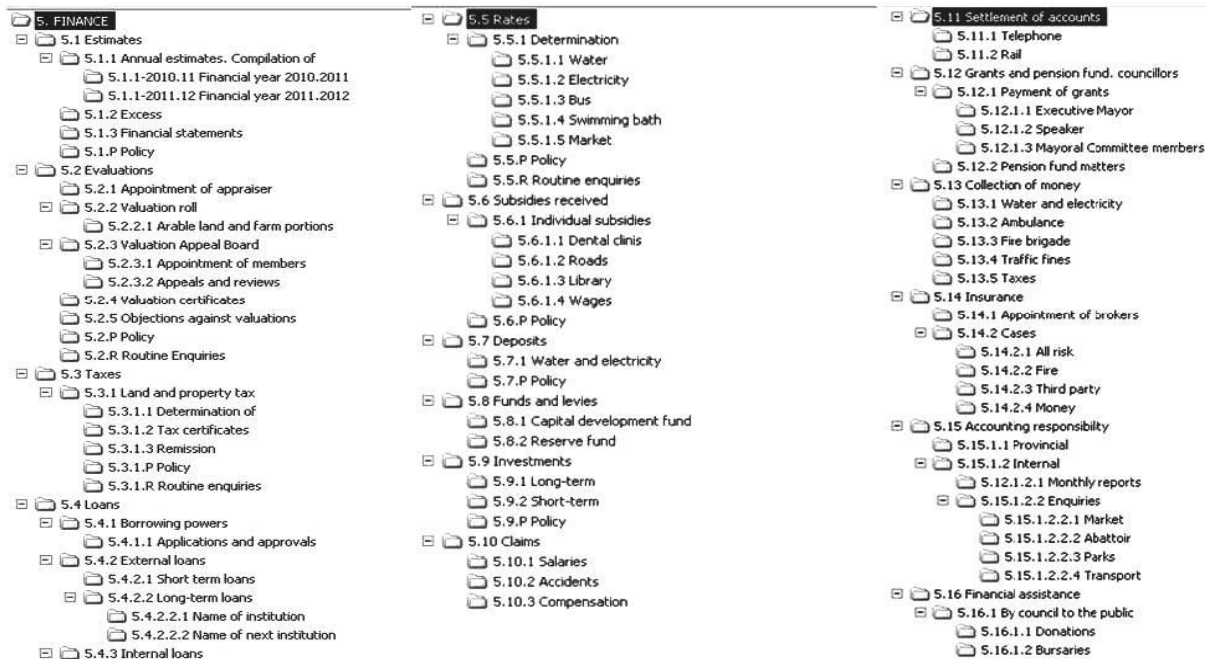 5. FINANCE
5.1 Estimates
5.1.1 Annual estimates. Compilation of
5.1.1-2010.11 Financial year 2010.2011
5.1.1-2011.12 Financial year 2011.2012
5.1.2 Excess
5.1.3 Financial statements
5.1.P Policy
5.2 Evaluations
5.2.1 Appointment of appraiser
5.2.2 Valuation roll
5.2.2.1 Arable land and farm portions
5.2.3 Valuation Appeal Board
5.2.3.1 Appointment of members
5.2.3.2 Appeals and reviews
5.2.4 Valuation certificates
5.2.5 Objections against valuations
5.2.P Policy
5.2.R Routine Enquiries
5.3 Taxes
5.3.1 Land and property tax
5.3.1.1 Determination of
5.3.1.2 Tax certificates
5.3.1.3 Remission
5.3.1.P Policy
5.3.1.R Routine enquiries
5.4 Loans
5.4.1 Borrowing powers
5.4.1.1 Applications and approvals
5.4.2 External loans
5.4.2.1 Short term loans
5.4.2.2 Long-term loans
5.4.2.2.1 Name of institution
5.4.2.2.2 Name of next institution
5.4.3 Internal loans
5.5 Rates
5.5.1 Determination
5.5.1.1 Water
5.5.1.2 Electricity
5.5.1.3 Bus
5.5.1.4 Swimming bath
5.5.1.5 Market
5.5.P Policy
5.5.R Routine enquiries
5.6 Subsidies received
5.6.1 Individual subsidies
5.6.1.1 Dental clinis
5.6.1.2 Roads
5.6.1.3 Library
5.6.1.4 Wages
5.6.P Policy
5.7 Deposits
5.7.1 Water and electricity
5.7.P Policy
5.8 Funds and levies
5.8.1 Capital development fund
5.8.2 Reserve fund
5.9 Investments
5.9.1 Long-term
5.9.2 Short-term
5.9.P Policy
5.10 Claims
5.10.1 Salaries
5.10.2 Accidents
5.10.3 Compensation
5.11 Settlement of accounts
5.11.1 Telephone
5.11.2 Rail
5.12 Grants and pension fund. councillors
5.12.1 Payment of grants
5.12.1.1 Executive Mayor
5.12.1.2 Speaker
5.12.1.3 Mayoral Committee members
5.12.2 Pension fund matters
5.13 Collection of money
5.13.1 Water and electricity
5.13.2 Ambulance
5.13.3 Fire brigade
5.13.4 Traffic fines
5.13.5 Taxes
5.14 Insurance
5.14.1 Appointment of brokers
5.14.2 Cases
5.14.2.1 All risk
5.14.2.2 Fire
5.14.2.3 Third party
5.14.2.4 Money
5.15 Accounting responsibilty
5.15.1.1 Provincial
5.15.1.2 Internal
5.12.1.2.1 Monthly reports
5.15.1.2.2 Enquiries
5.15.1.2.2.1 Market
5.15.1.2.2.2 Abattoir
5.15.1.2.2.3 Parks
5.15.1.2.2.4 Transport
5.16 Financial assistance
5.16.1 By council to the public
5.16.1.1 Donations
5.16.1.2 Bursaries